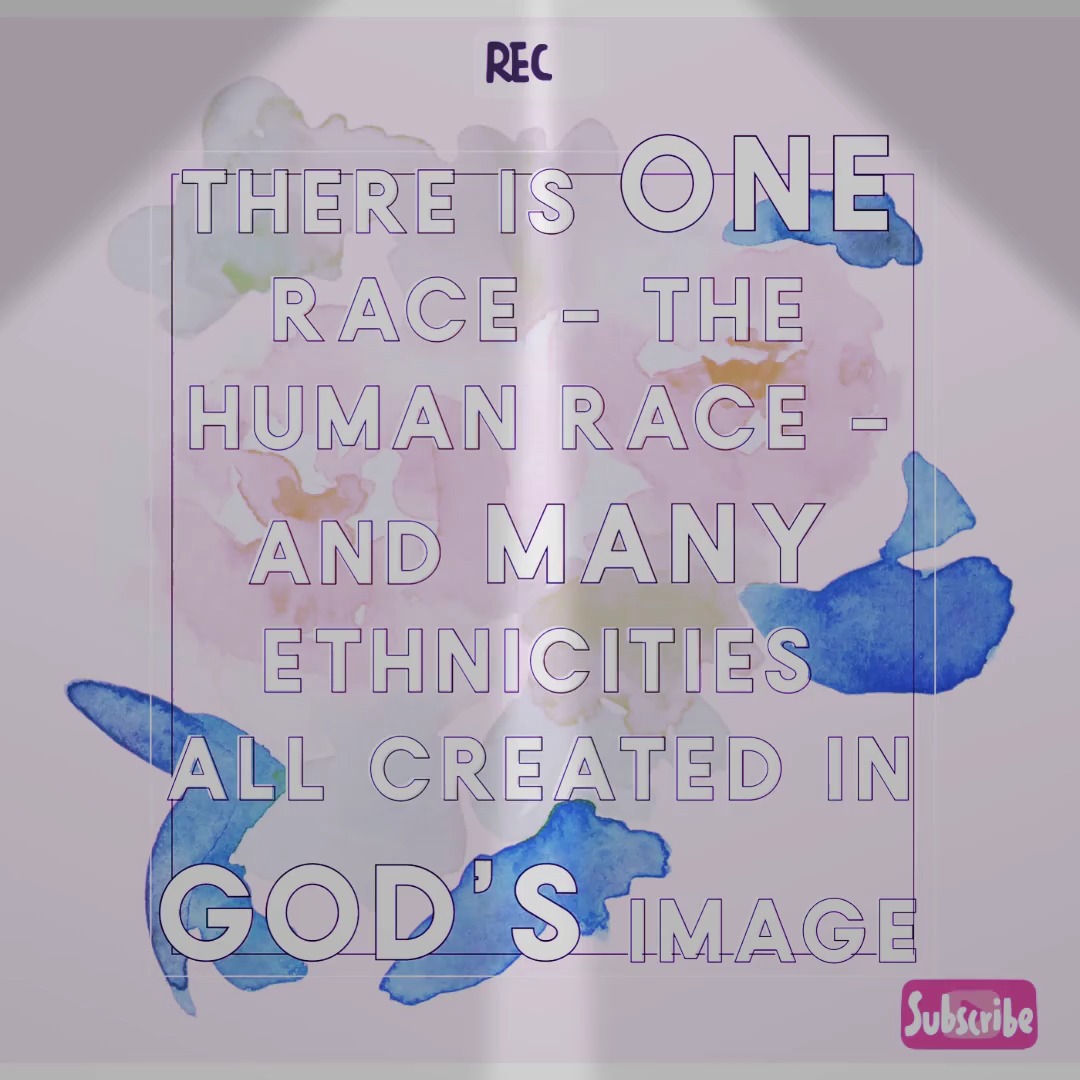 REC
THERE IS ONE
RACE - THE
HUMAN RACE -
AND MANY
ETHNICITIES
ALL CREATED IN
GOD'S IMAGE
Subscribe